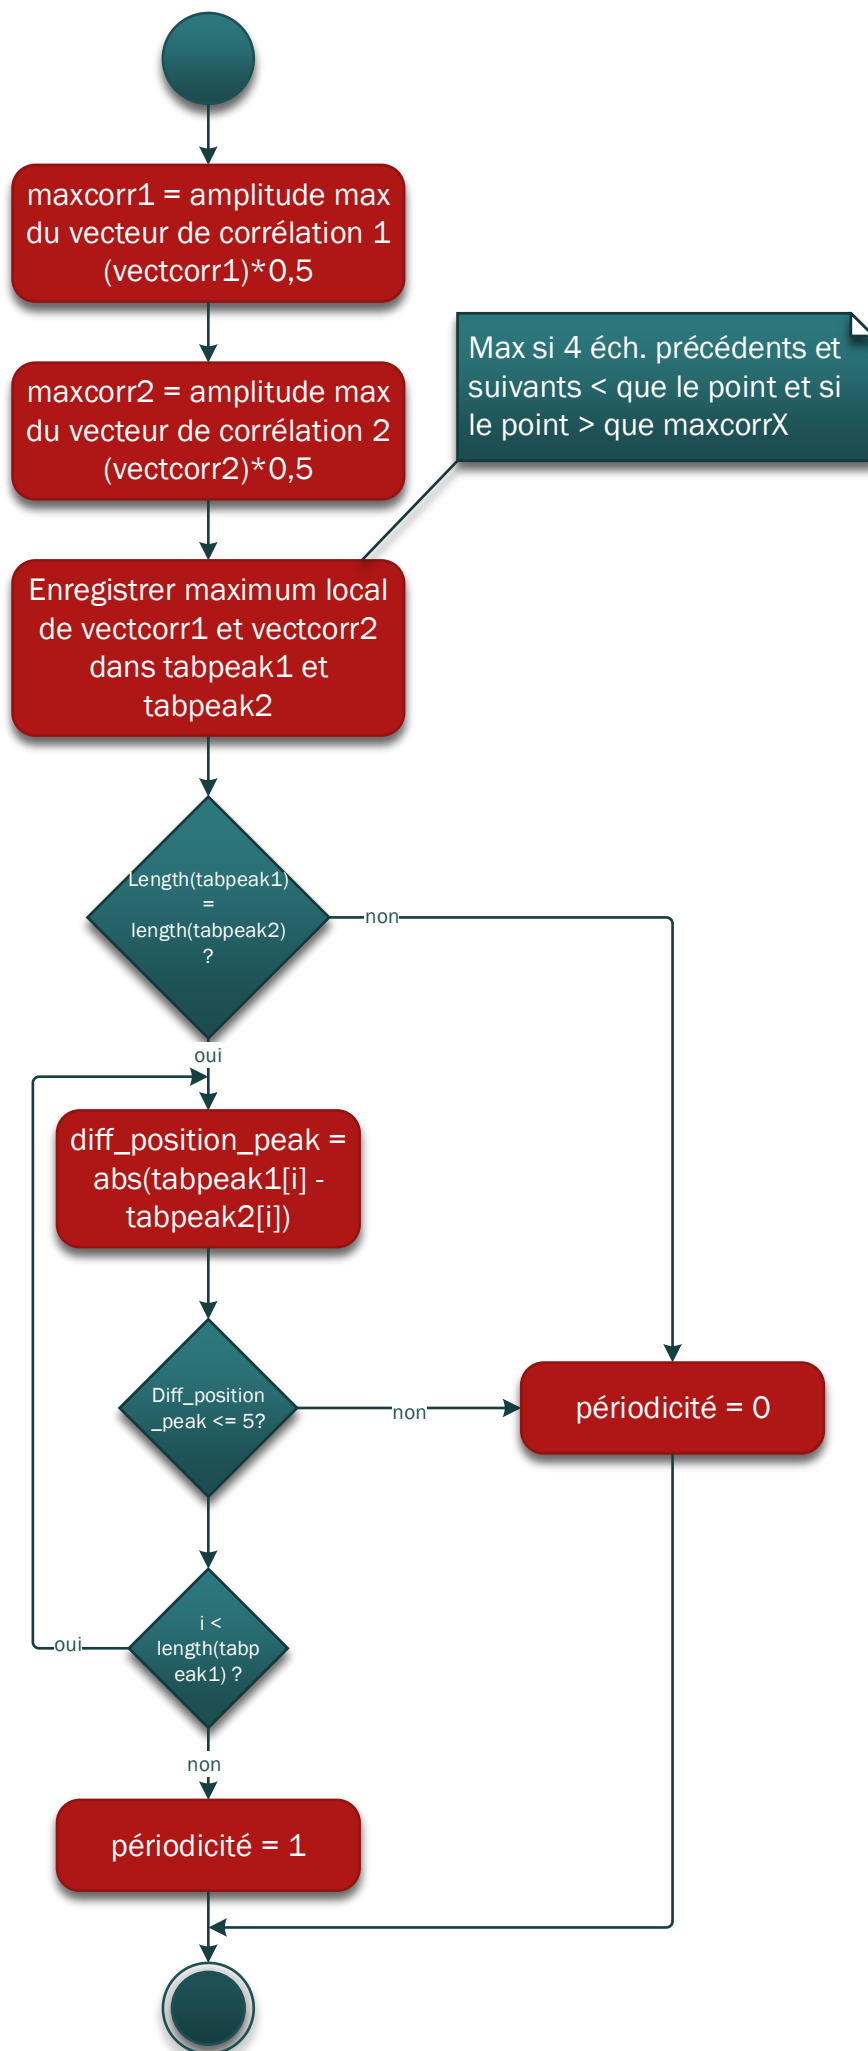 maxcorr1 = amplitude max
du vecteur de corrélation 1
(vectcorr1)*0,5
maxcorr2 = amplitude max
du vecteur de corrélation 2
(vectcorr2)*0,5
Max si 4 éch. précédents et
suivants < que le point et si
le point > que maxcorrX
Enregistrer maximum local
de vectcorr1 et vectcorr2
dans tabpeak1 et
tabpeak2
Length(tabpeak1)
=
length(tabpeak2)
?
non
oui
diff_position_peak =
abs(tabpeak1[i] -
tabpeak2[i])
Diff_position
_peak <= 5?
non
périodicité = 0
i <
length(tabp
eak1) ?
oui
non
périodicité = 1